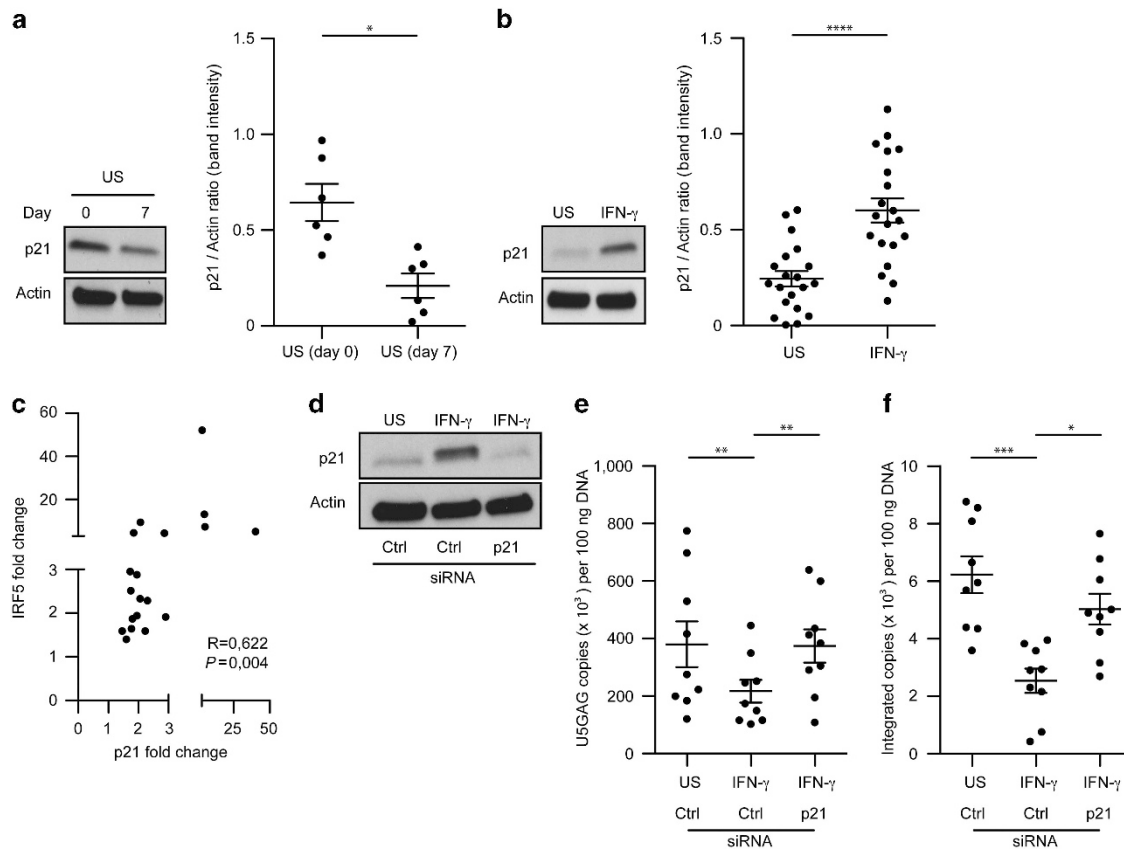 a
US
Day 0 7
p21
Actin
p21 / Actin ratio (band intensity)
1.5
1.0
0.5
0
*
US (day 0) US (day 7)
b
US IFN-γ
p21
Actin
p21 / Actin ratio (band intensity)
1.5
1.0
0.5
0
****
US IFN-γ
c
IRF5 fold change
60
40
20
3
2
1
0
R=0,622
P=0,004
0 1 2 3 25 50
p21 fold change
d
US IFN-γ IFN-γ
p21
Actin
Ctrl Ctrl p21
siRNA
e
U5GAG copies (x 10³ ) per 100 ng DNA
1,000
800
600
400
200
0
** **
US IFN-γ IFN-γ
Ctrl Ctrl p21
siRNA
f
Integrated copies (x 10³ ) per 100 ng DNA
10
8
6
4
2
0
*** *
US IFN-γ IFN-γ
Ctrl Ctrl p21
siRNA